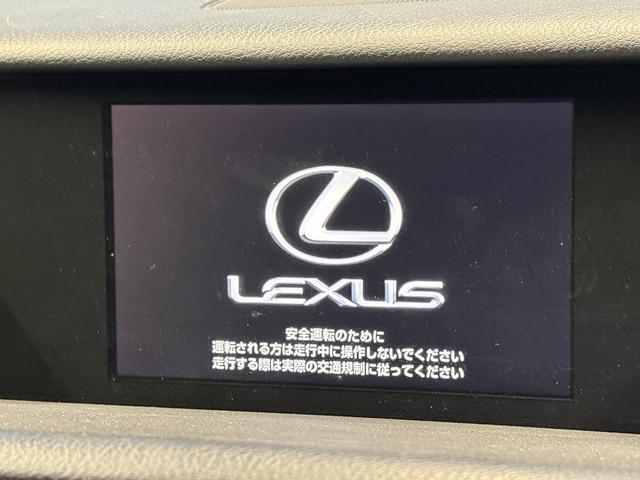 LEXUS
安全運転のために
運転される方は走行中に操作しないでください
走行する際は実際の交通規制に従ってください